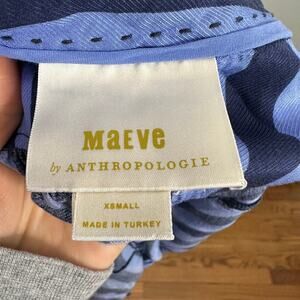 Maeve
by ANTHROPOLOGIE
XSMALL
MADE IN TURKEY